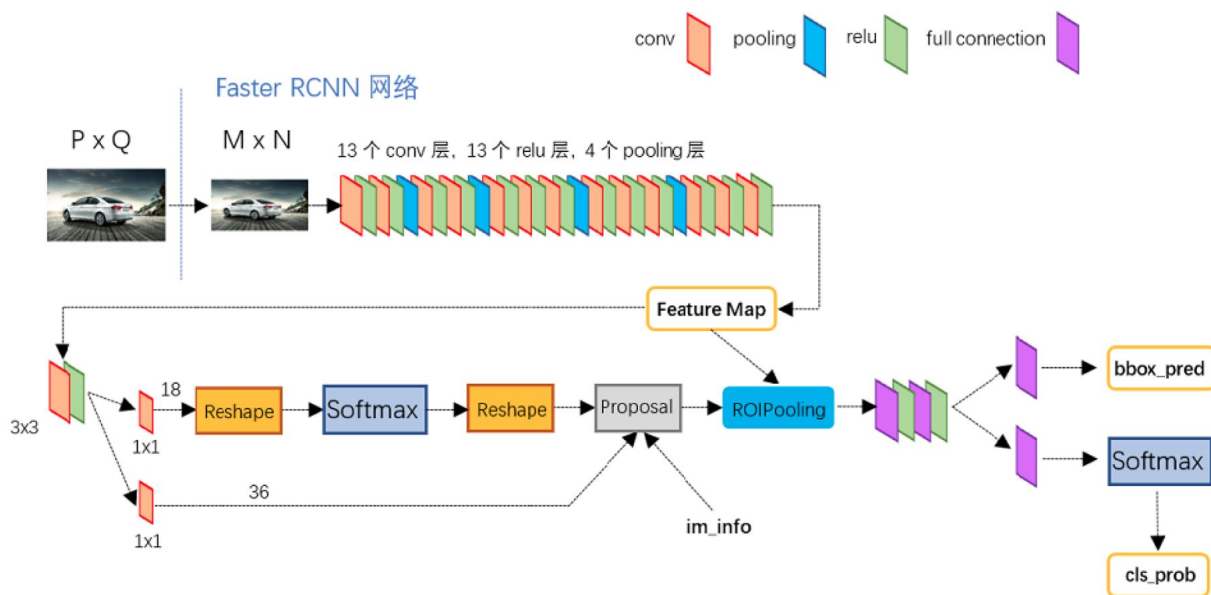 conv
pooling
relu
full connection
Faster RCNN 网络
P x Q
M x N
13 个 conv 层, 13 个 relu 层, 4 个 pooling 层
Feature Map
3x3
18
1x1
Reshape
Softmax
Reshape
Proposal
ROIPooling
bbox_pred
Softmax
36
1x1
im_info
cls_prob